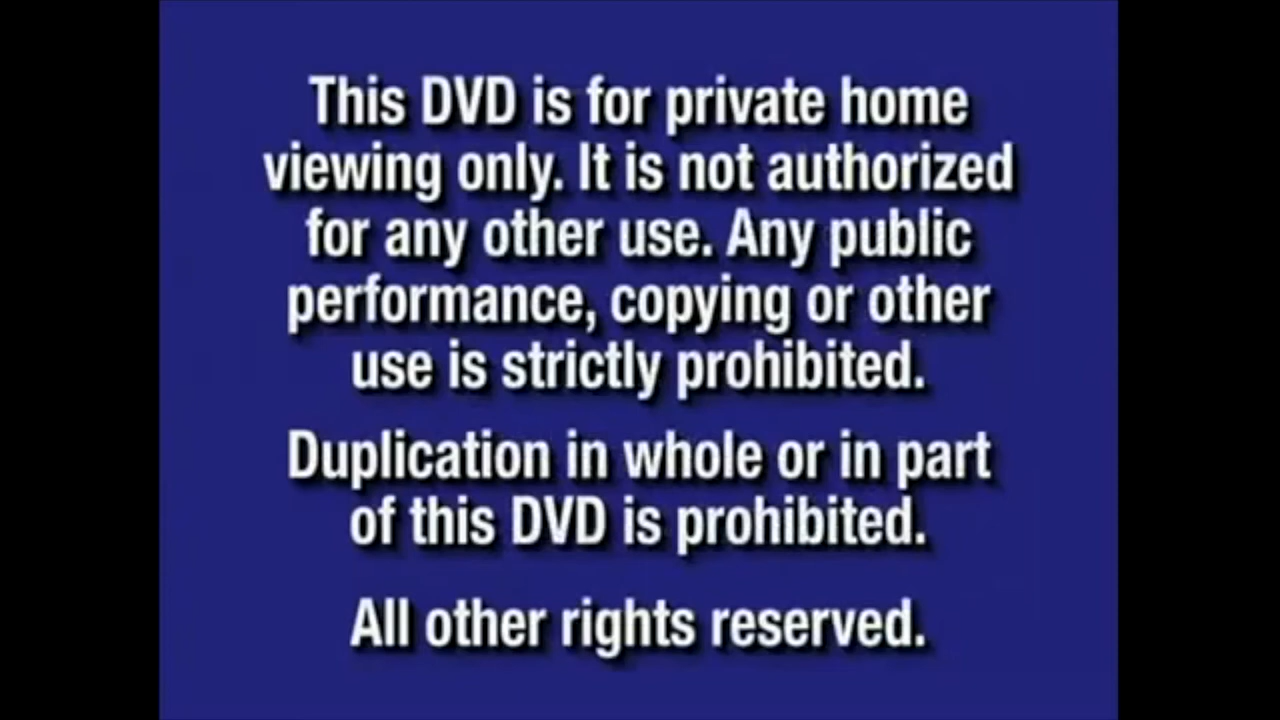 This DVD is for private home
viewing only. It is not authorized
for any other use. Any public
performance, copying or other
use is strictly prohibited.
Duplication in whole or in part
of this DVD is prohibited.
All other rights reserved.